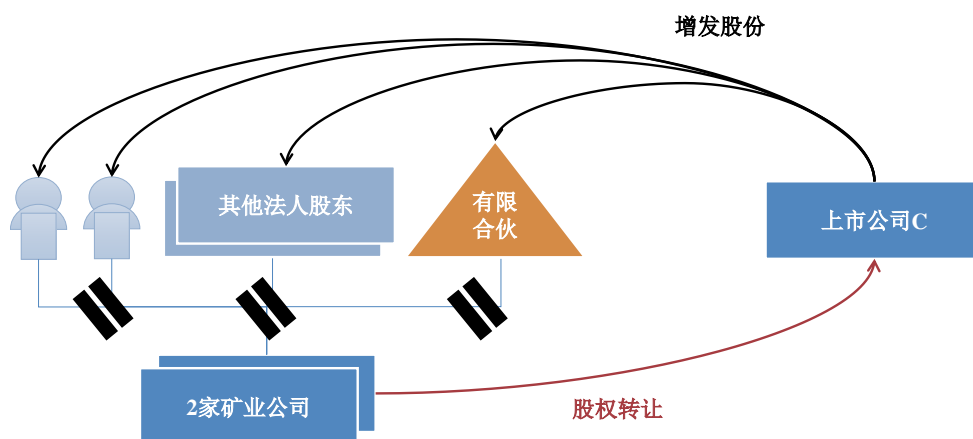 增发股份
其他法人股东
有限
合伙
上市公司C
2家矿业公司
股权转让